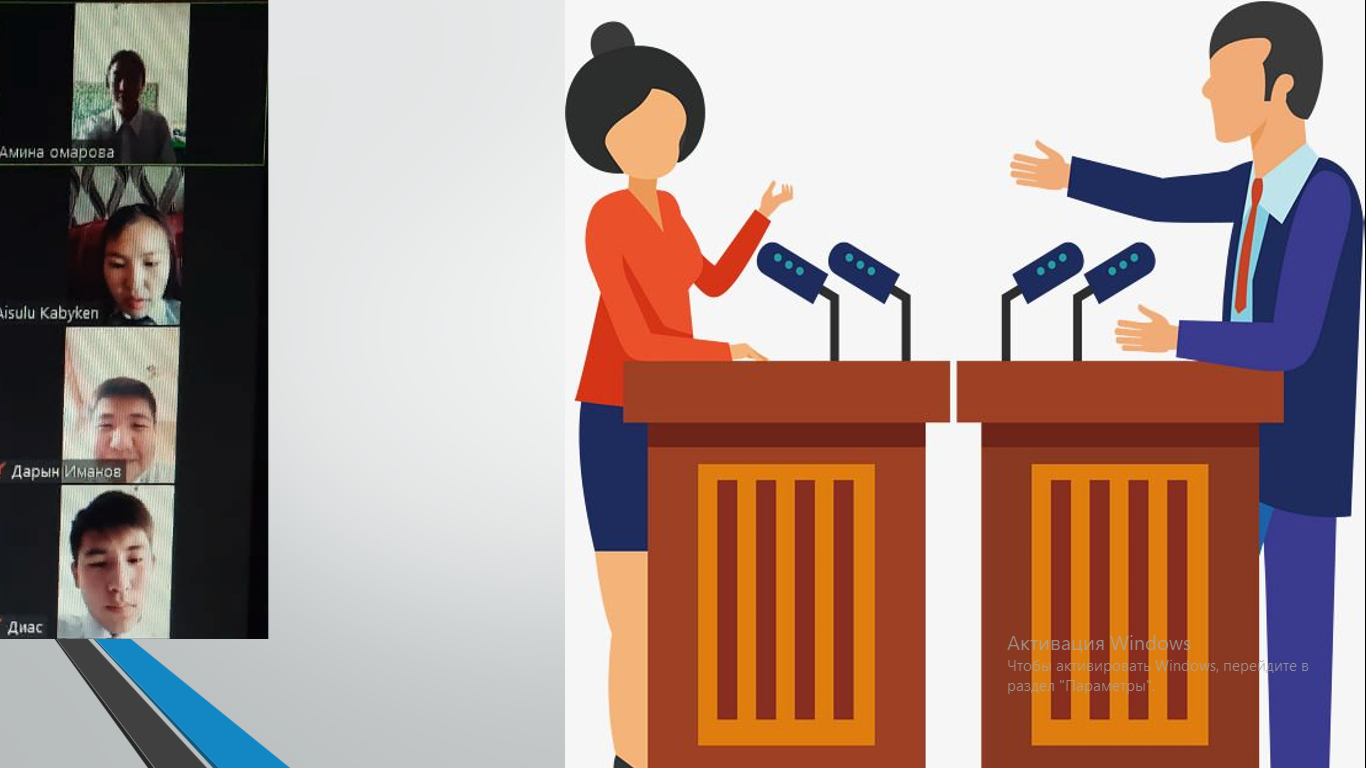 Амина омарова
Aisulu Kabyken
Дарын Иманов
Диас
Активация Windows
Чтобы активировать Windows, перейдите в
раздел "Параметры".